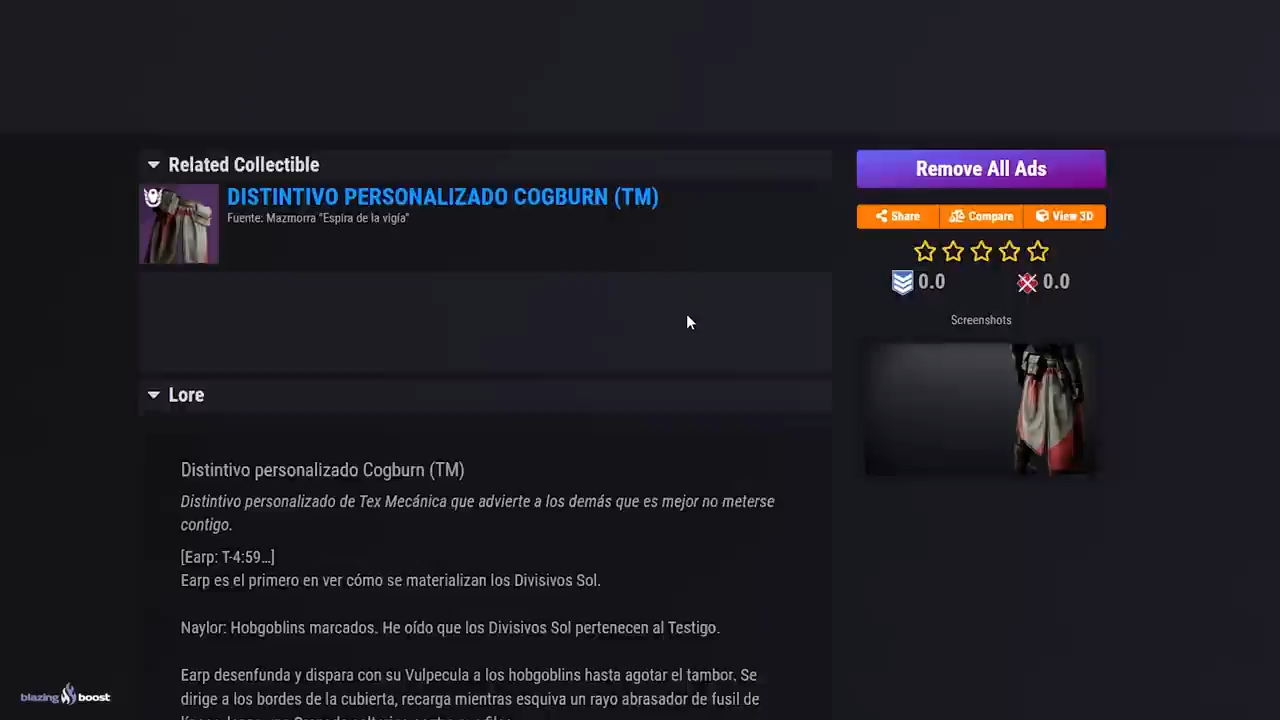 Related Collectible
DISTINTIVO PERSONALIZADO COGBURN (TM)
Fuente: Mazmorra "Espira de la vigía"
Remove All Ads
Share
Compare
View 3D
0.0
0.0
Screenshots
Lore
Distintivo personalizado Cogburn (TM)
Distintivo personalizado de Tex Mecánica que advierte a los demás que es mejor no meterse
contigo.
[Earp: T-4:59…]
Earp es el primero en ver cómo se materializan los Divisivos Sol.
Naylor: Hobgoblins marcados. He oído que los Divisivos Sol pertenecen al Testigo.
Earp desenfunda y dispara con su Vulpecula a los hobgoblins hasta agotar el tambor. Se
dirige a los bordes de la cubierta, recarga mientras esquiva un rayo abrasador de fusil de
blazing boost